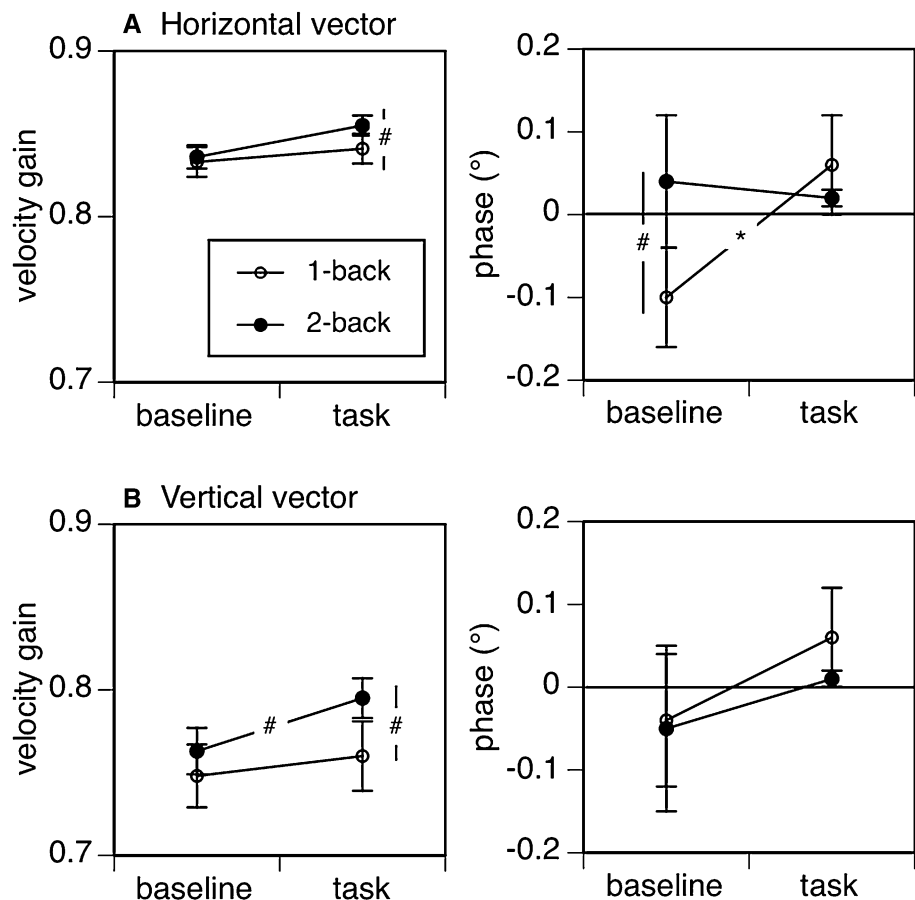 A Horizontal vector
velocity gain
0.9
0.8
0.7
#
1-back
2-back
baseline task
phase (°)
0.2
0.1
0
-0.1
-0.2
#
*
baseline task
B Vertical vector
velocity gain
0.9
0.8
0.7
#
#
baseline task
phase (°)
0.2
0.1
0
-0.1
-0.2
baseline task